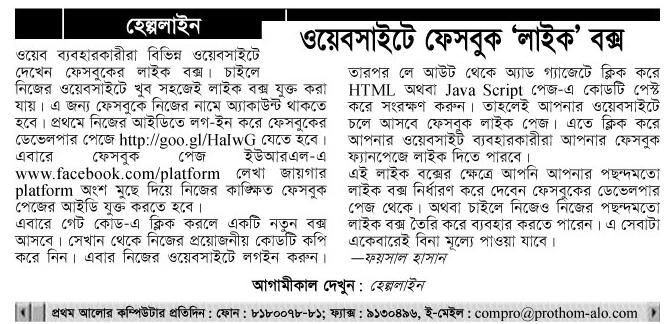 হেল্পলাইন
ওয়েবসাইটে ফেসবুক ‘লাইক’ বক্স
ওয়েব ব্যবহারকারীরা বিভিন্ন ওয়েবসাইটে
দেখেন ফেসবুকের লাইক বক্স। চাইলে
নিজের ওয়েবসাইটে খুব সহজেই লাইক বক্স যুক্ত করা
যায়। এ জন্য ফেসবুকে নিজের নামে অ্যাকাউন্ট থাকতে
হবে। প্রথমে নিজের আইডিতে লগ-ইন করে ফেসবুকের
ডেভেলপার পেজে http://goo.gl/HaIwG যেতে হবে।
এবারে ফেসবুক পেজ ইউআরএল-এ
www.facebook.com/platform লেখা জায়গার
platform অংশ মুছে দিয়ে নিজের কাঙ্ক্ষিত ফেসবুক
পেজের আইডি যুক্ত করতে হবে।
এবারে গেট কোড-এ ক্লিক করলে একটি নতুন বক্স
আসবে। সেখান থেকে নিজের প্রয়োজনীয় কোডটি কপি
করে নিন। এবার নিজের ওয়েবসাইটে লগইন করুন।
তারপর লে আউট থেকে অ্যাড গ্যাজেটে ক্লিক করে
HTML অথবা Java Script পেজ-এ কোডটি পেস্ট
করে সংরক্ষণ করুন। তাহলেই আপনার ওয়েবসাইটে
চলে আসবে ফেসবুক লাইক পেজ। এতে ক্লিক করে
আপনার ওয়েবসাইট ব্যবহারকারীরা আপনার ফেসবুক
ফ্যানপেজে লাইক দিতে পারবে।
এই লাইক বক্সের ক্ষেত্রে আপনি আপনার পছন্দমতো
লাইক বক্স নির্ধারণ করে দেবেন ফেসবুকের ডেভেলপার
পেজ থেকে। অথবা চাইলে নিজেও নিজের পছন্দমতো
লাইক বক্স তৈরি করে ব্যবহার করতে পারেন। এ সেবাটা
একেবারেই বিনা মূল্যে পাওয়া যাবে।
—ফয়সাল হাসান
আগামীকাল দেখুন : হেল্পলাইন
প্রথম আলোর কম্পিউটার প্রতিদিন : ফোন : ৮১৮০০৭৮-৮১; ফ্যাক্স : ৯১৩০৪৯৬, ই-মেইল : compro@prothom-alo.com